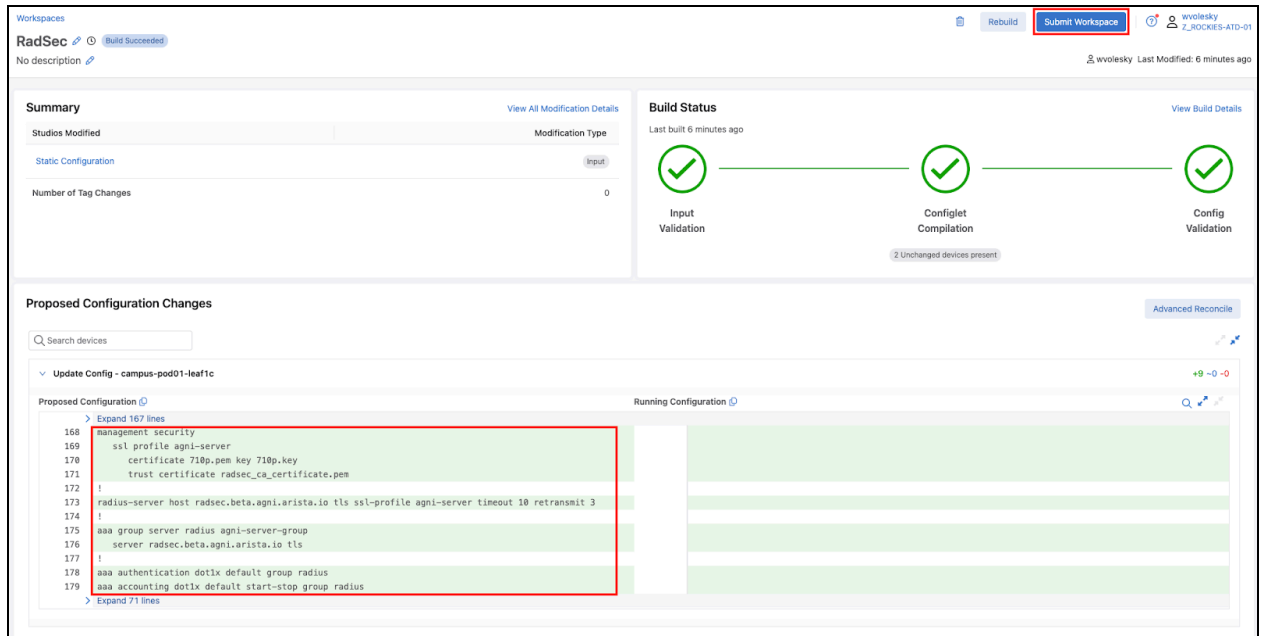 Workspaces
RadSec Build Succeeded
No description
Rebuild Submit Workspace wvolesky
Z_ROCKIES-ATD-01
wvolesky Last Modified: 6 minutes ago
Summary View All Modification Details
Studios Modified Modification Type
Static Configuration Input
Number of Tag Changes 0
Build Status View Build Details
Last built 6 minutes ago
Input Validation
Configlet Compilation
Config Validation
2 Unchanged devices present
Proposed Configuration Changes Advanced Reconcile
Search devices
Update Config - campus-pod01-leaf1c +9 ~0 -0
Proposed Configuration Running Configuration
Expand 167 lines
168 management security
169 ssl profile agni-server
170 certificate 710p.pem key 710p.key
171 trust certificate radsec_ca_certificate.pem
172 !
173 radius-server host radsec.beta.agni.arista.io tls ssl-profile agni-server timeout 10 retransmit 3
174 !
175 aaa group server radius agni-server-group
176 server radsec.beta.agni.arista.io tls
177 !
178 aaa authentication dot1x default group radius
179 aaa accounting dot1x default start-stop group radius
Expand 71 lines